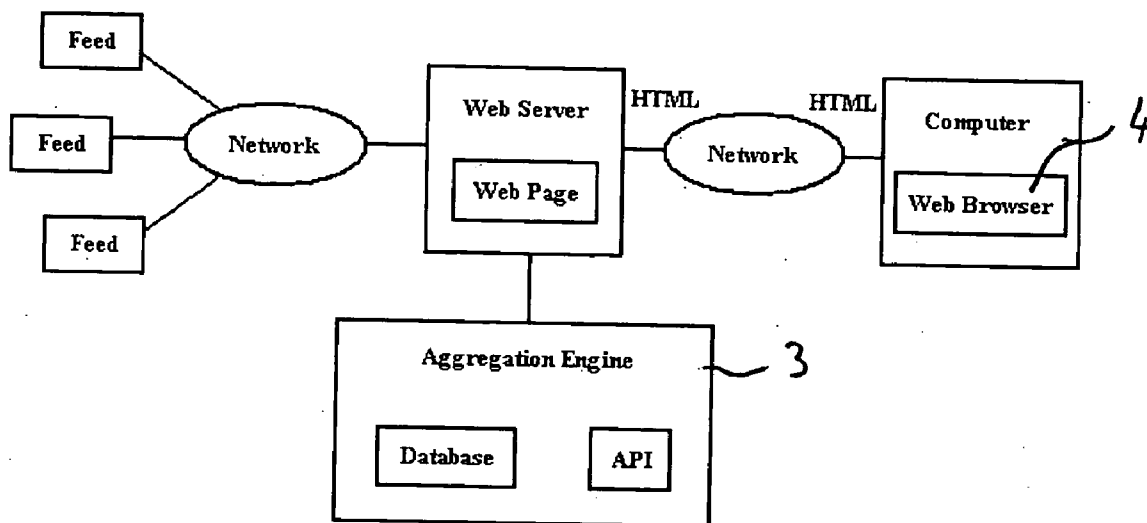 Feed
Feed
Feed
Network
Web Server
Web Page
HTML
HTML
Network
Computer
Web Browser
4
Aggregation Engine
3
Database
API